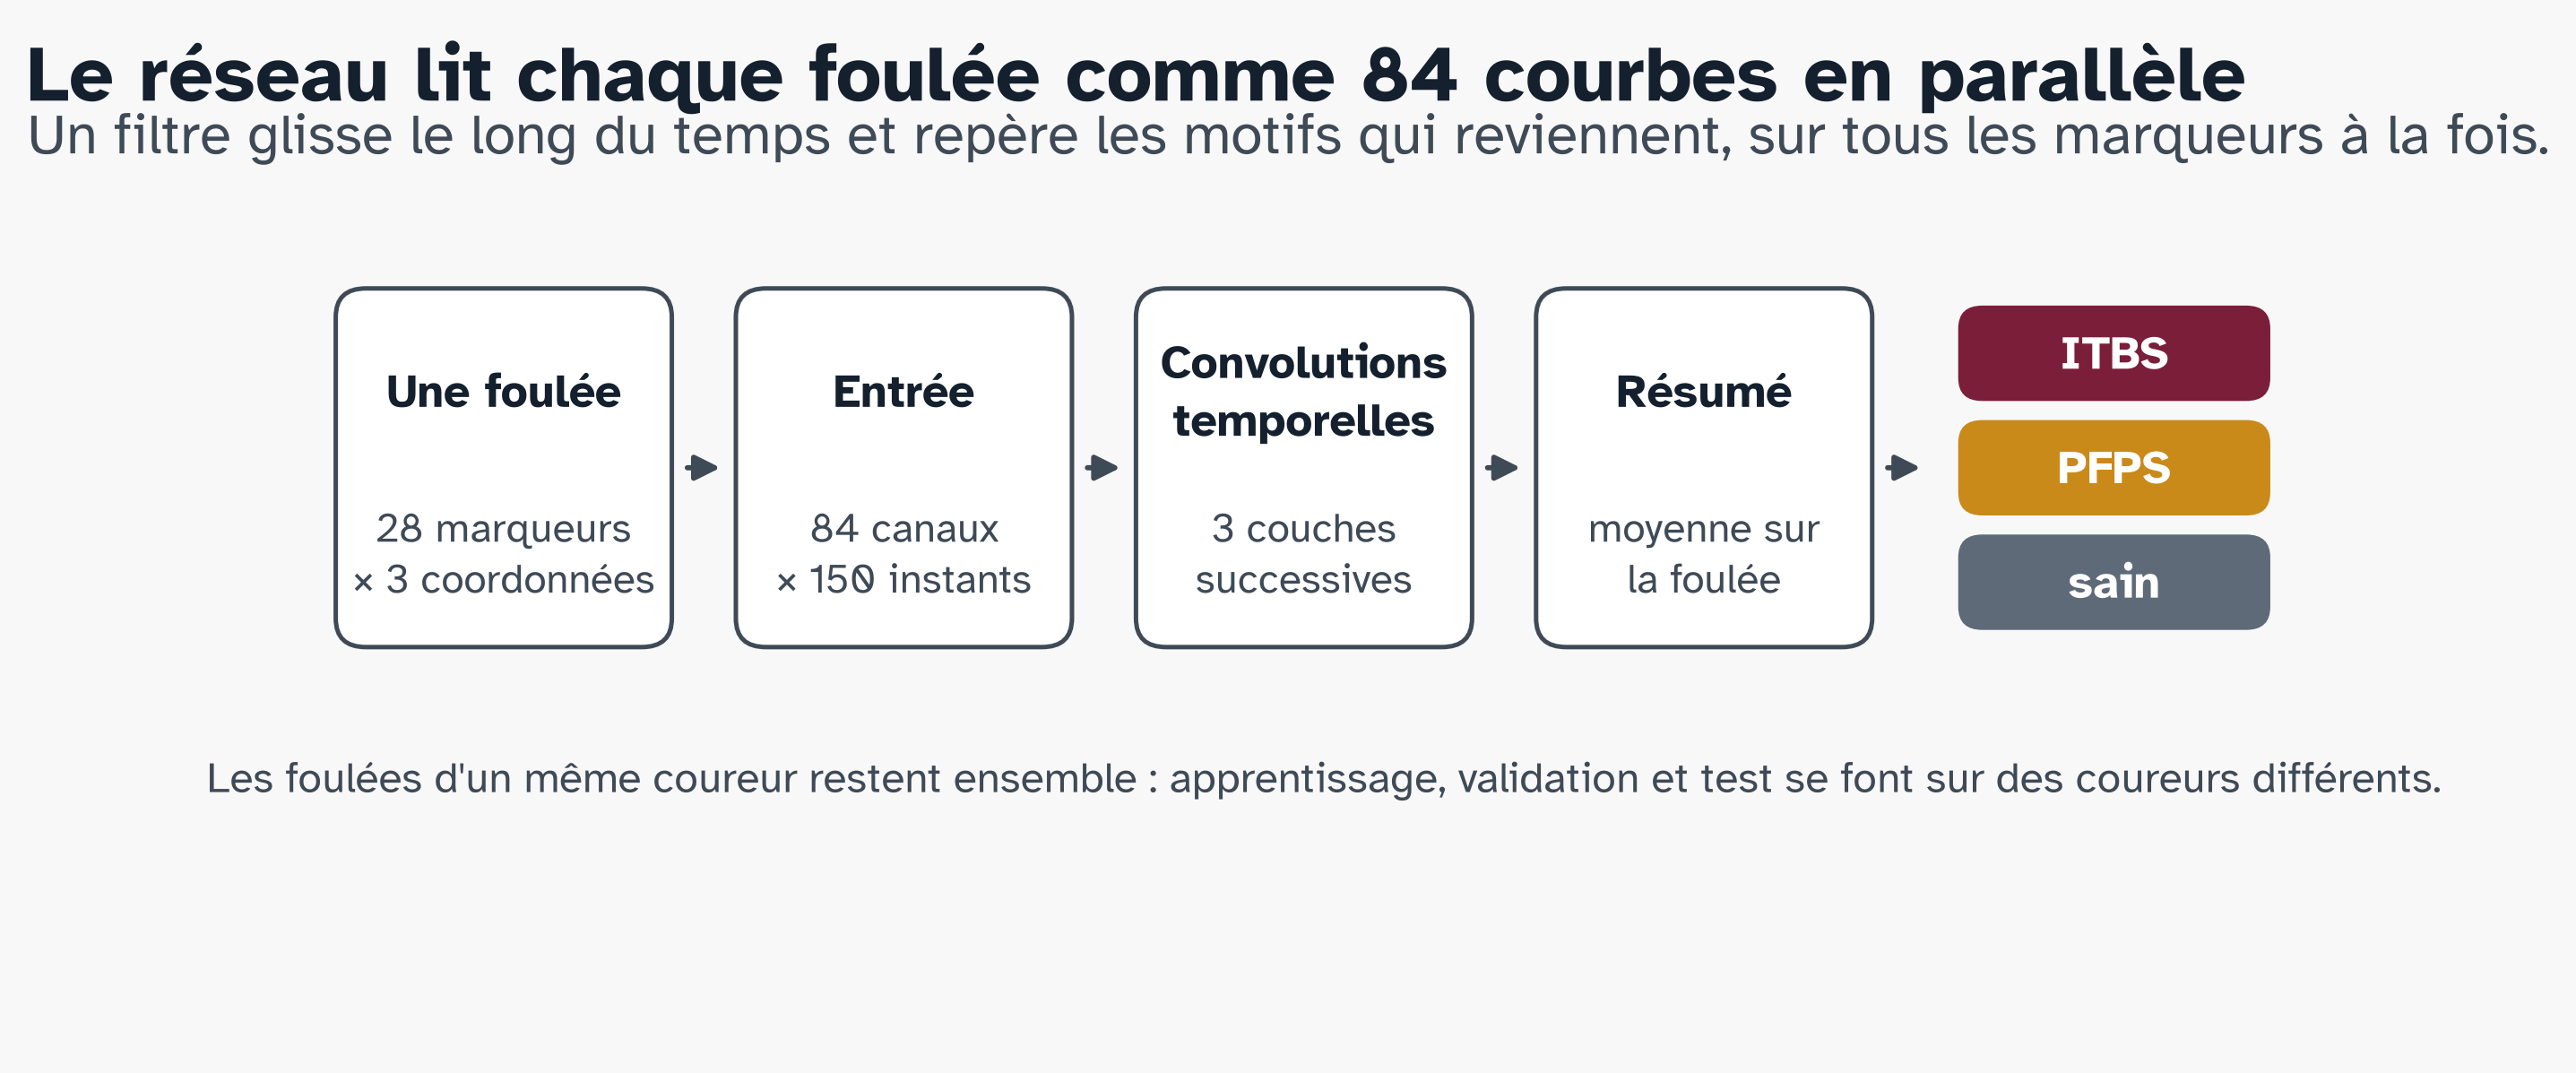 Le réseau lit chaque foulée comme 84 courbes en parallèle
Un filtre glisse le long du temps et repère les motifs qui reviennent, sur tous les marqueurs à la fois.
Une foulée
28 marqueurs
× 3 coordonnées
Entrée
84 canaux
× 150 instants
Convolutions
temporelles
3 couches
successives
Résumé
moyenne sur
la foulée
ITBS
PFPS
sain
Les foulées d'un même coureur restent ensemble : apprentissage, validation et test se font sur des coureurs différents.